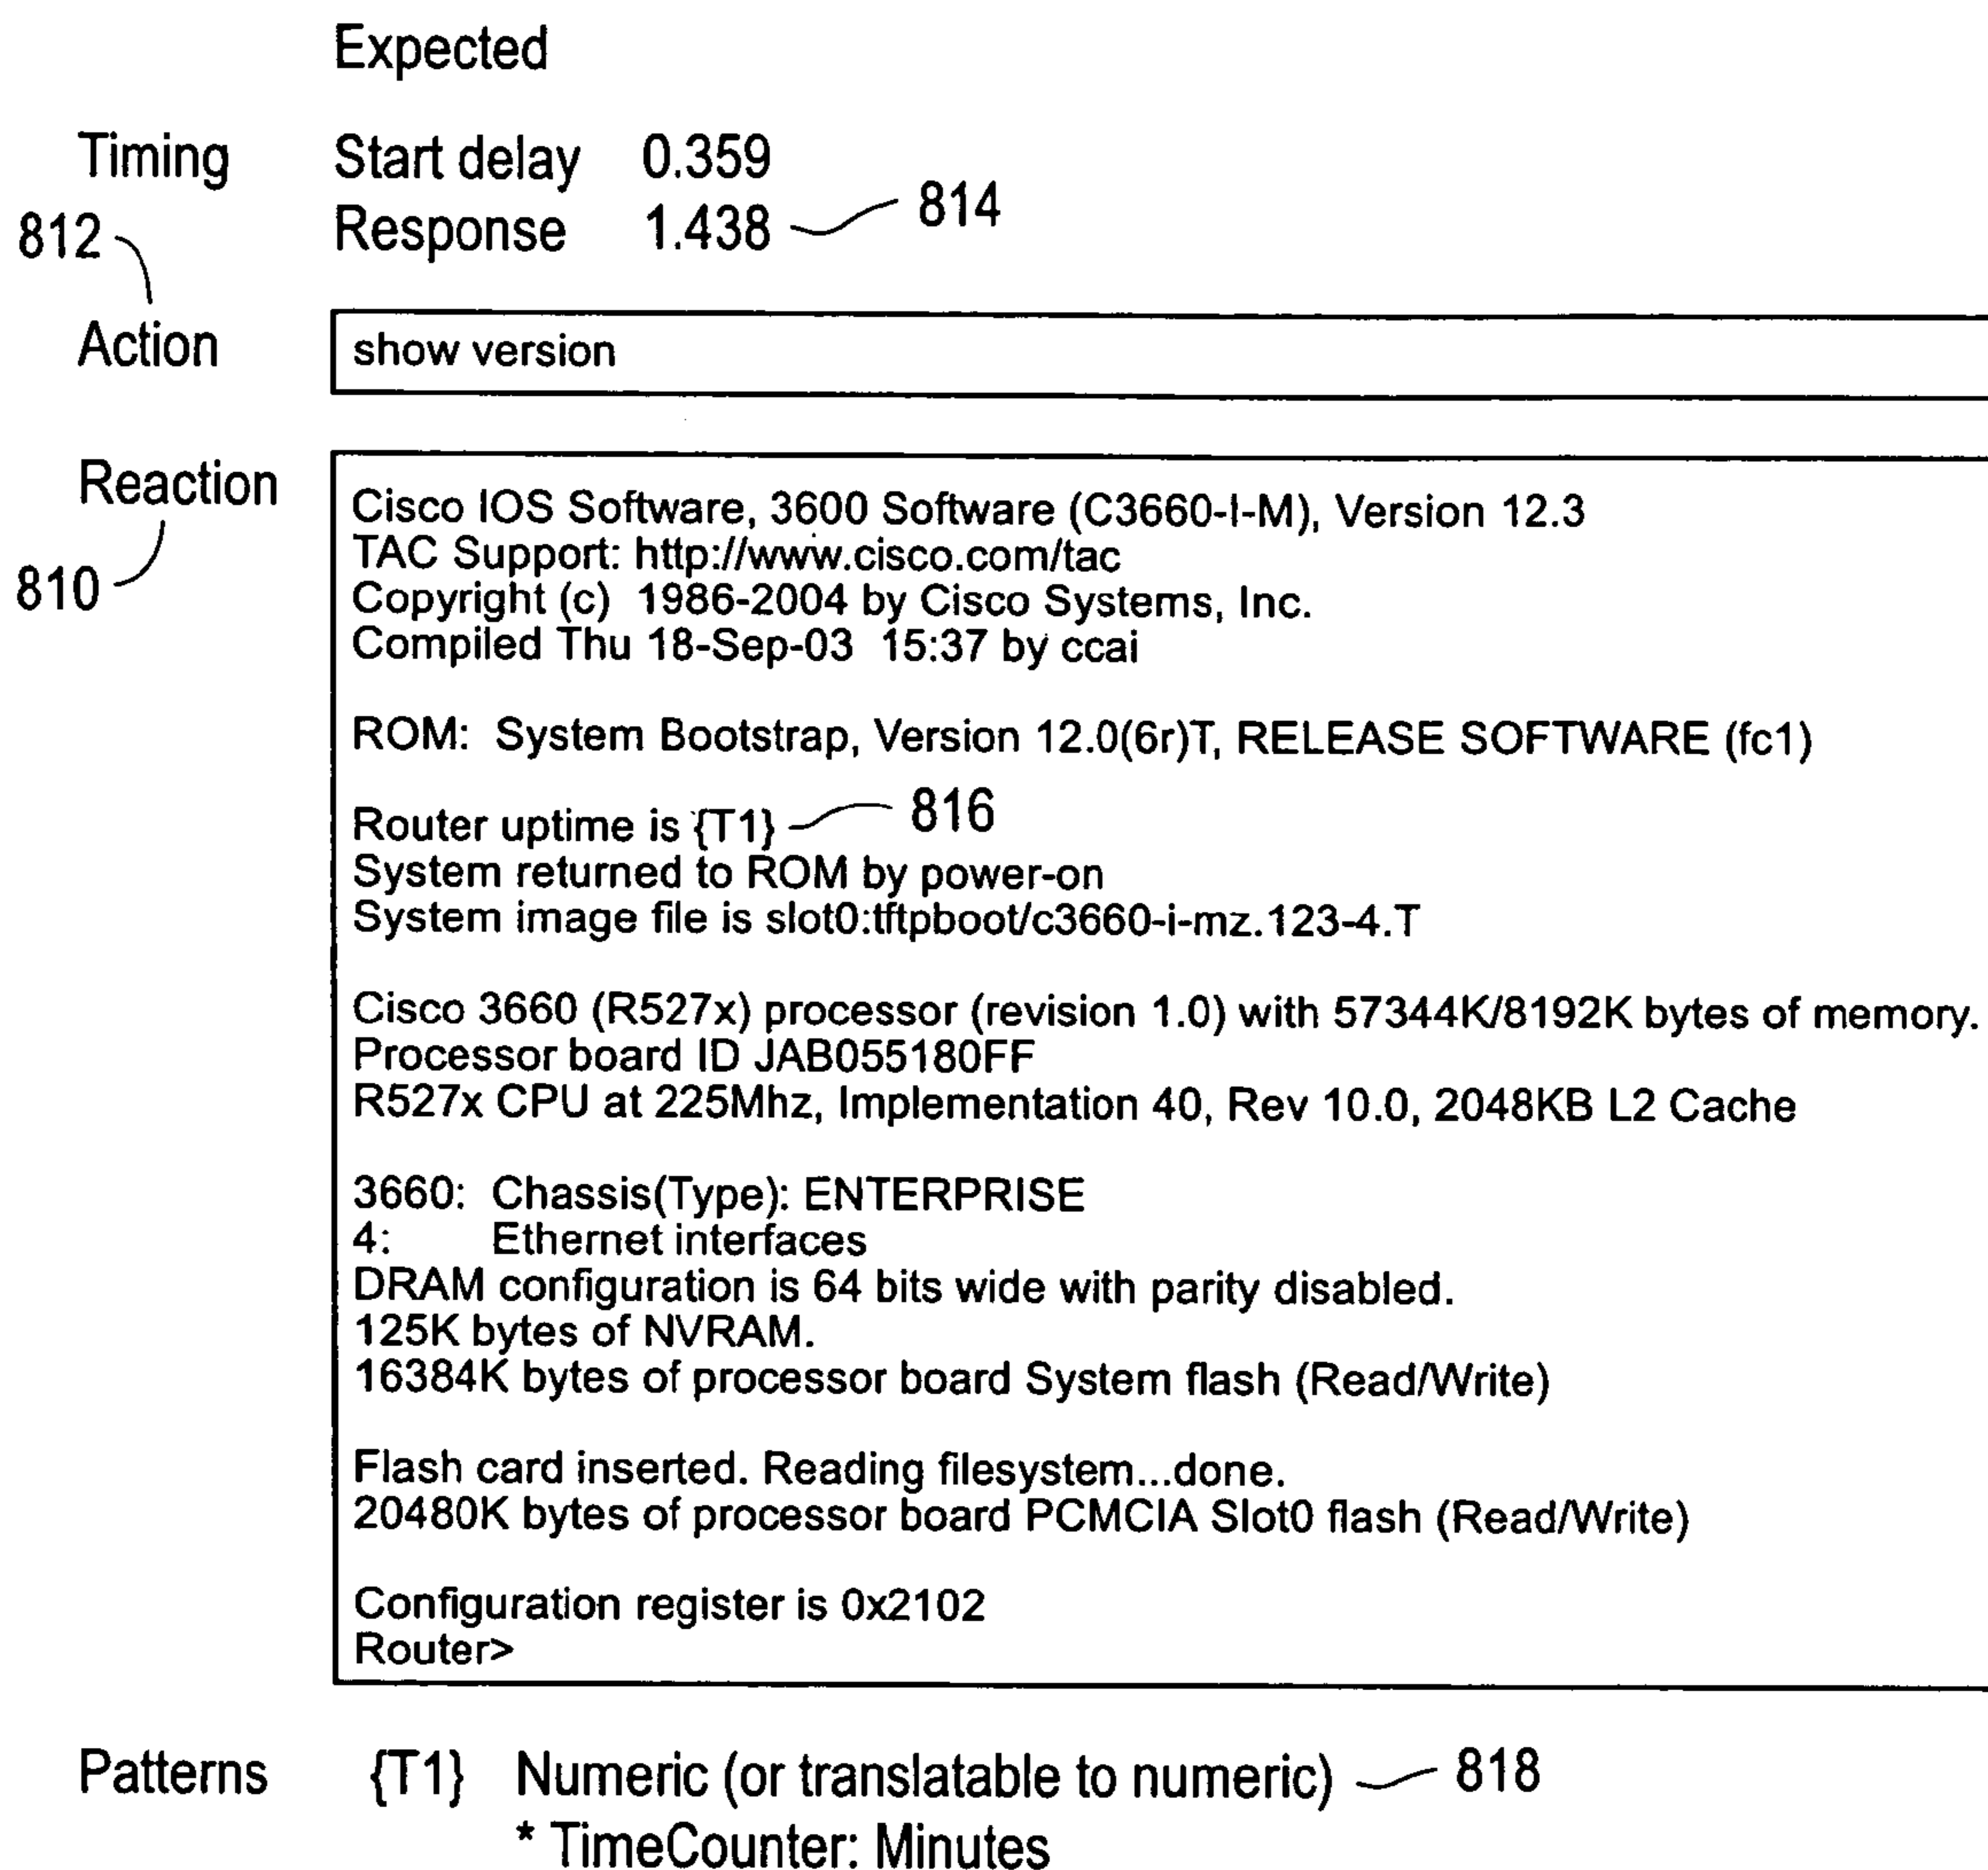 Expected
Timing Start delay 0.359
Response 1.438 814
812
Action show version
Reaction
810
Cisco IOS Software, 3600 Software (C3660-I-M), Version 12.3
TAC Support: http://www.cisco.com/tac
Copyright (c) 1986-2004 by Cisco Systems, Inc.
Compiled Thu 18-Sep-03 15:37 by ccai
ROM: System Bootstrap, Version 12.0(6r)T, RELEASE SOFTWARE (fc1)
Router uptime is {T1} 816
System returned to ROM by power-on
System image file is slot0:tftpboot/c3660-i-mz.123-4.T
Cisco 3660 (R527x) processor (revision 1.0) with 57344K/8192K bytes of memory.
Processor board ID JAB055180FF
R527x CPU at 225Mhz, Implementation 40, Rev 10.0, 2048KB L2 Cache
3660: Chassis(Type): ENTERPRISE
4: Ethernet interfaces
DRAM configuration is 64 bits wide with parity disabled.
125K bytes of NVRAM.
16384K bytes of processor board System flash (Read/Write)
Flash card inserted. Reading filesystem...done.
20480K bytes of processor board PCMCIA Slot0 flash (Read/Write)
Configuration register is 0x2102
Router>
Patterns {T1} Numeric (or translatable to numeric) 818
* TimeCounter: Minutes